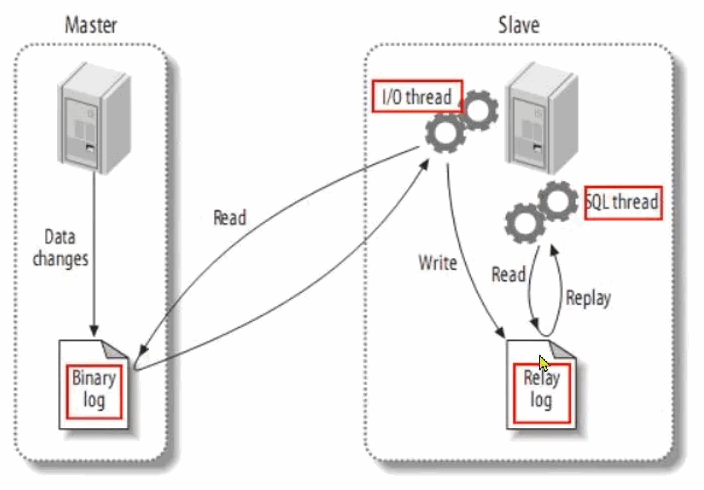 Master
Slave
I/O thread
SQL thread
Read
Data
changes
Write
Read
Replay
Binary
log
Relay
log